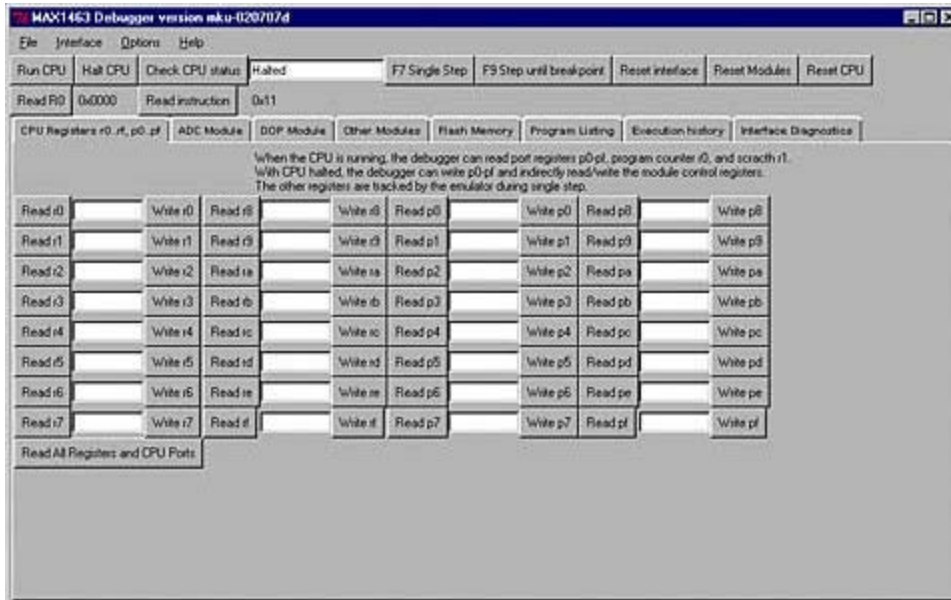 MAX1463 Debugger version mku-020707d
File Interface Options Help
Run CPU Halt CPU Check CPU status Halted F7 Single Step F9 Step until breakpoint Reset interface Reset Modules Reset CPU
Read R0 0x0000 Read instruction 0x11
CPU Registers r0..rf, p0..pf ADC Module DOP Module Other Modules Flash Memory Program Listing Execution history Interface Diagnostics
When the CPU is running, the debugger can read port registers p0-pf, program counter r0, and scracth r1.
With CPU halted, the debugger can write p0-pf and indirectly read/write the module control registers.
The other registers are tracked by the emulator during single step.
Read r0 Write r0 Read r8 Write r8 Read p0 Write p0 Read p8 Write p8
Read r1 Write r1 Read r9 Write r9 Read p1 Write p1 Read p9 Write p9
Read r2 Write r2 Read ra Write ra Read p2 Write p2 Read pa Write pa
Read r3 Write r3 Read rb Write rb Read p3 Write p3 Read pb Write pb
Read r4 Write r4 Read rc Write rc Read p4 Write p4 Read pc Write pc
Read r5 Write r5 Read rd Write rd Read p5 Write p5 Read pd Write pd
Read r6 Write r6 Read re Write re Read p6 Write p6 Read pe Write pe
Read r7 Write r7 Read rf Write rf Read p7 Write p7 Read pf Write pf
Read All Registers and CPU Ports